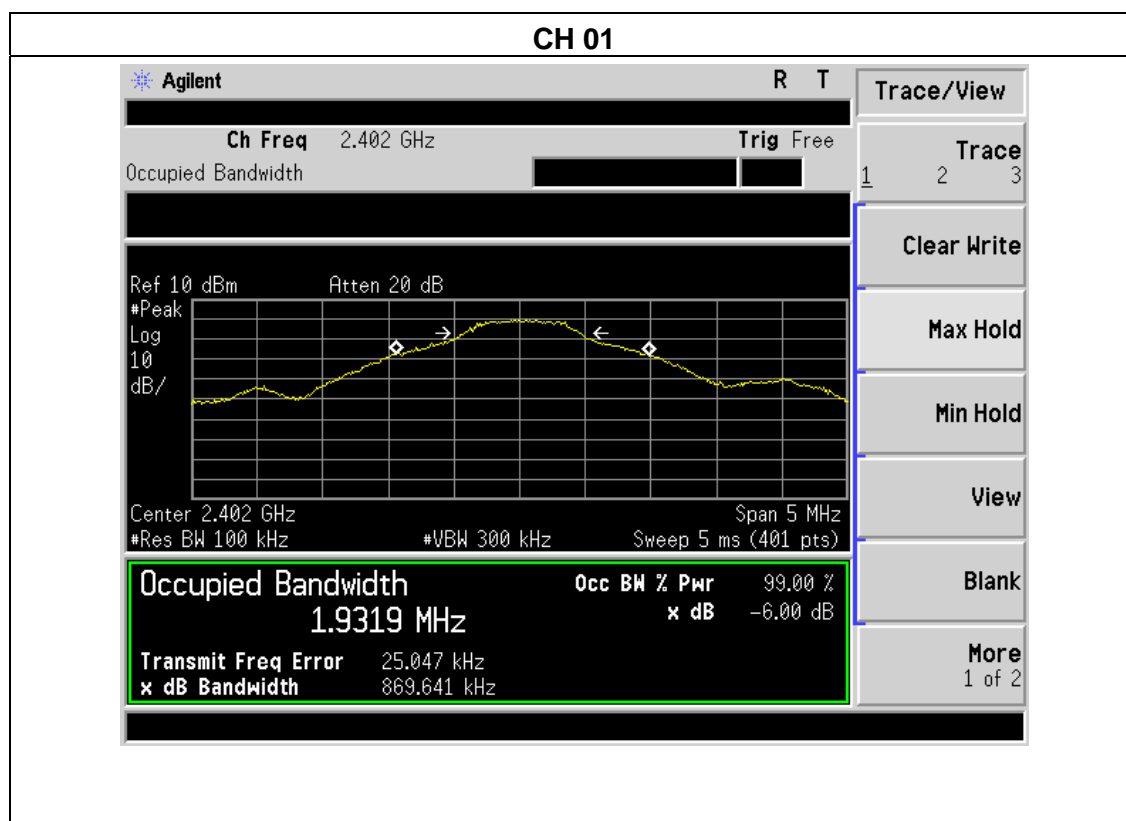 CH 01
Agilent R T
Trace/View
Ch Freq 2.402 GHz Trig Free
Occupied Bandwidth
Trace
1 2 3
Clear Write
Max Hold
Min Hold
View
Blank
More
1 of 2
Ref 10 dBm Atten 20 dB
#Peak
Log
10
dB/
Center 2.402 GHz Span 5 MHz
#Res BW 100 kHz #VBW 300 kHz Sweep 5 ms (401 pts)
Occupied Bandwidth Occ BW % Pwr 99.00 %
1.9319 MHz x dB -6.00 dB
Transmit Freq Error 25.047 kHz
x dB Bandwidth 869.641 kHz